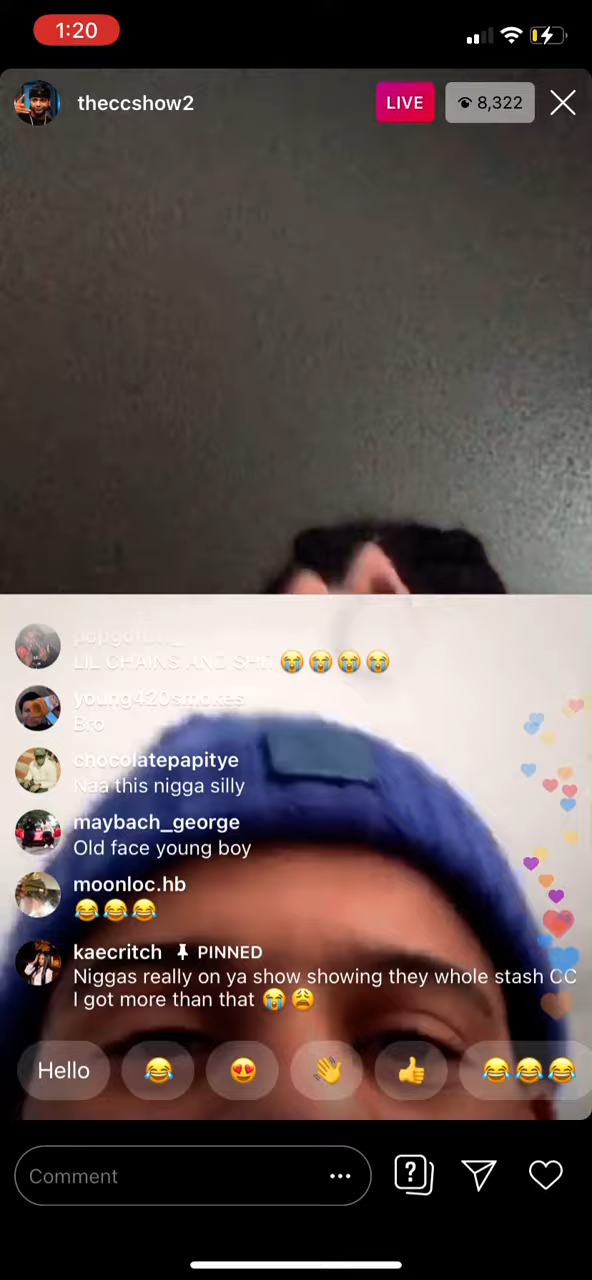 1:20
theccshow2
LIVE
8,322
popgotti_
LIL CHAINS AND SHIT 😭😭😭😭
young420smokes
Bro
chocolatepapitye
Naa this nigga silly
maybach_george
Old face young boy
moonloc.hb
😂😂😂
kaecritch PINNED
Niggas really on ya show showing they whole stash CC
I got more than that 😭😩
Hello 😂 😍 👋 👍 😂😂😂
Comment